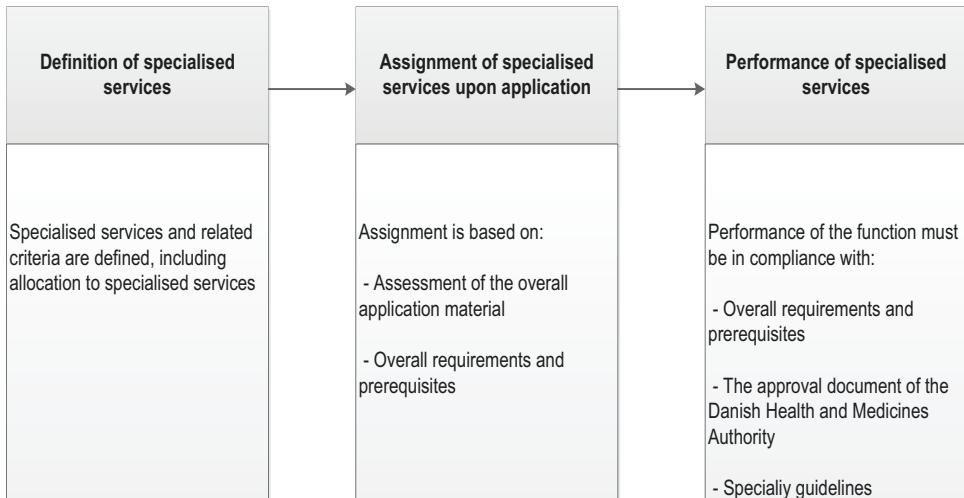 Definition of specialised
services
Assignment of specialised
services upon application
Performance of specialised
services
Specialised services and related
criteria are defined, including
allocation to specialised services
Assignment is based on:
- Assessment of the overall
application material
- Overall requirements and
prerequisites
Performance of the function must
be in compliance with:
- Overall requirements and
prerequisites
- The approval document of the
Danish Health and Medicines
Authority
- Specialiy guidelines